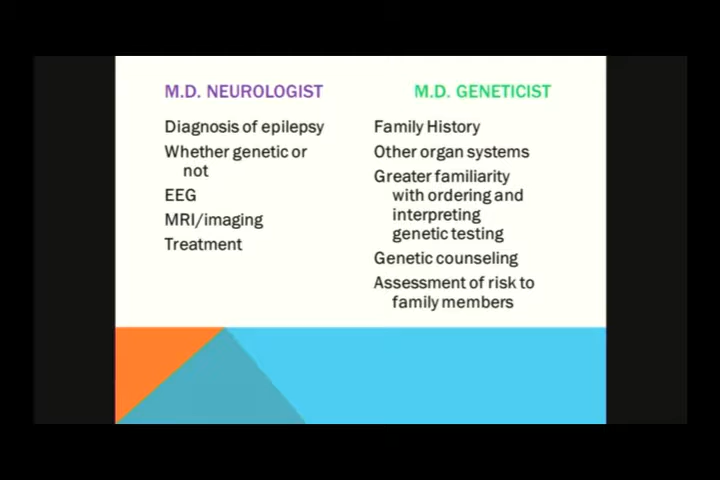 M.D. NEUROLOGIST
Diagnosis of epilepsy
Whether genetic or
not
EEG
MRI/imaging
Treatment
M.D. GENETICIST
Family History
Other organ systems
Greater familiarity
with ordering and
interpreting
genetic testing
Genetic counseling
Assessment of risk to
family members